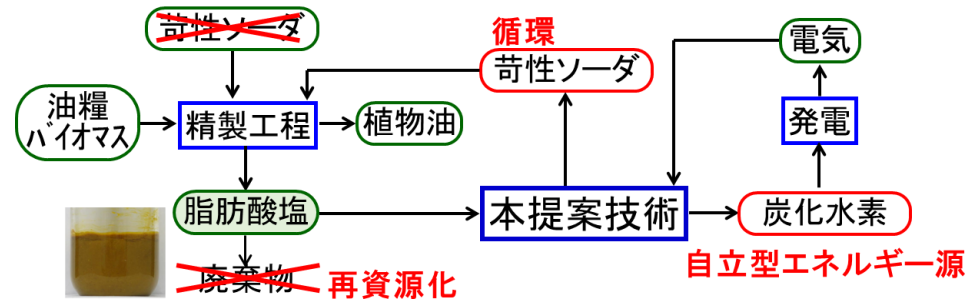 苛性ソーダ
循環
電気
苛性ソーダ
油糧
バイオマス
精製工程
植物油
発電
脂肪酸塩
本提案技術
炭化水素
自立型エネルギー源
廃棄物
再資源化